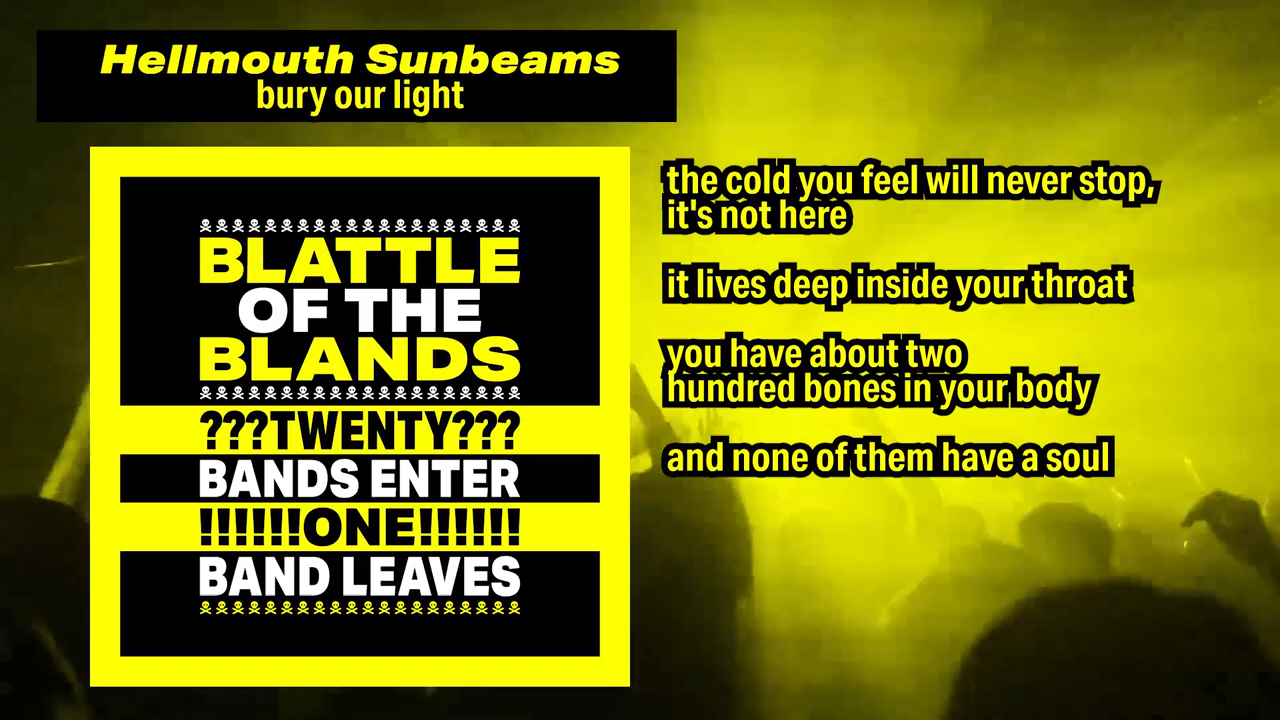 Hellmouth Sunbeams
bury our light
☠☠☠☠☠☠☠☠☠☠☠☠☠☠☠☠☠☠
BLATTLE
OF THE
BLANDS
☠☠☠☠☠☠☠☠☠☠☠☠☠☠☠☠☠☠
???TWENTY???
BANDS ENTER
!!!!!!ONE!!!!!!
BAND LEAVES
☠☠☠☠☠☠☠☠☠☠☠☠☠☠☠☠☠☠
the cold you feel will never stop,
it's not here
it lives deep inside your throat
you have about two
hundred bones in your body
and none of them have a soul